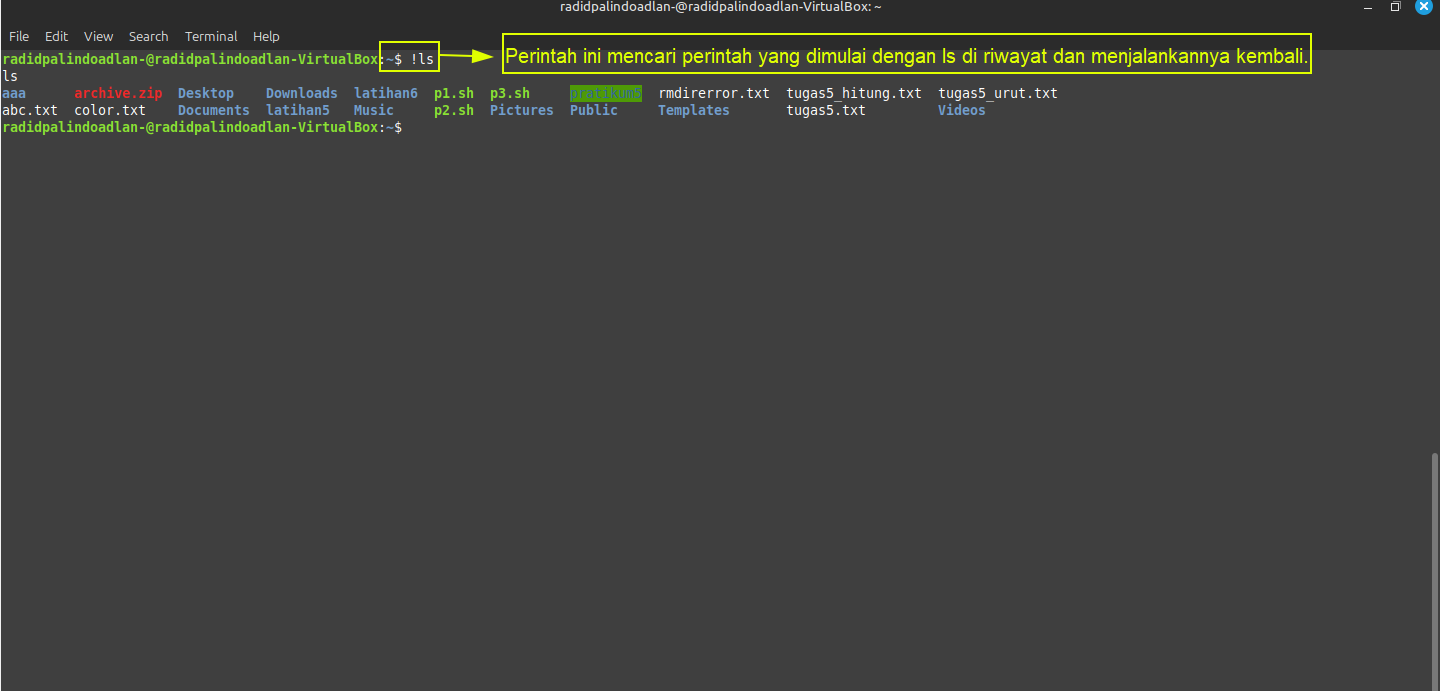 radidpalindoadlan-@radidpalindoadlan-VirtualBox: ~
File Edit View Search Terminal Help
radidpalindoadlan-@radidpalindoadlan-VirtualBox:~$ !ls
Perintah ini mencari perintah yang dimulai dengan ls di riwayat dan menjalankannya kembali.
ls
aaa archive.zip Desktop Downloads latihan6 p1.sh p3.sh pratikum5 rmdirerror.txt tugas5_hitung.txt tugas5_urut.txt
abc.txt color.txt Documents latihan5 Music p2.sh Pictures Public Templates tugas5.txt Videos
radidpalindoadlan-@radidpalindoadlan-VirtualBox:~$